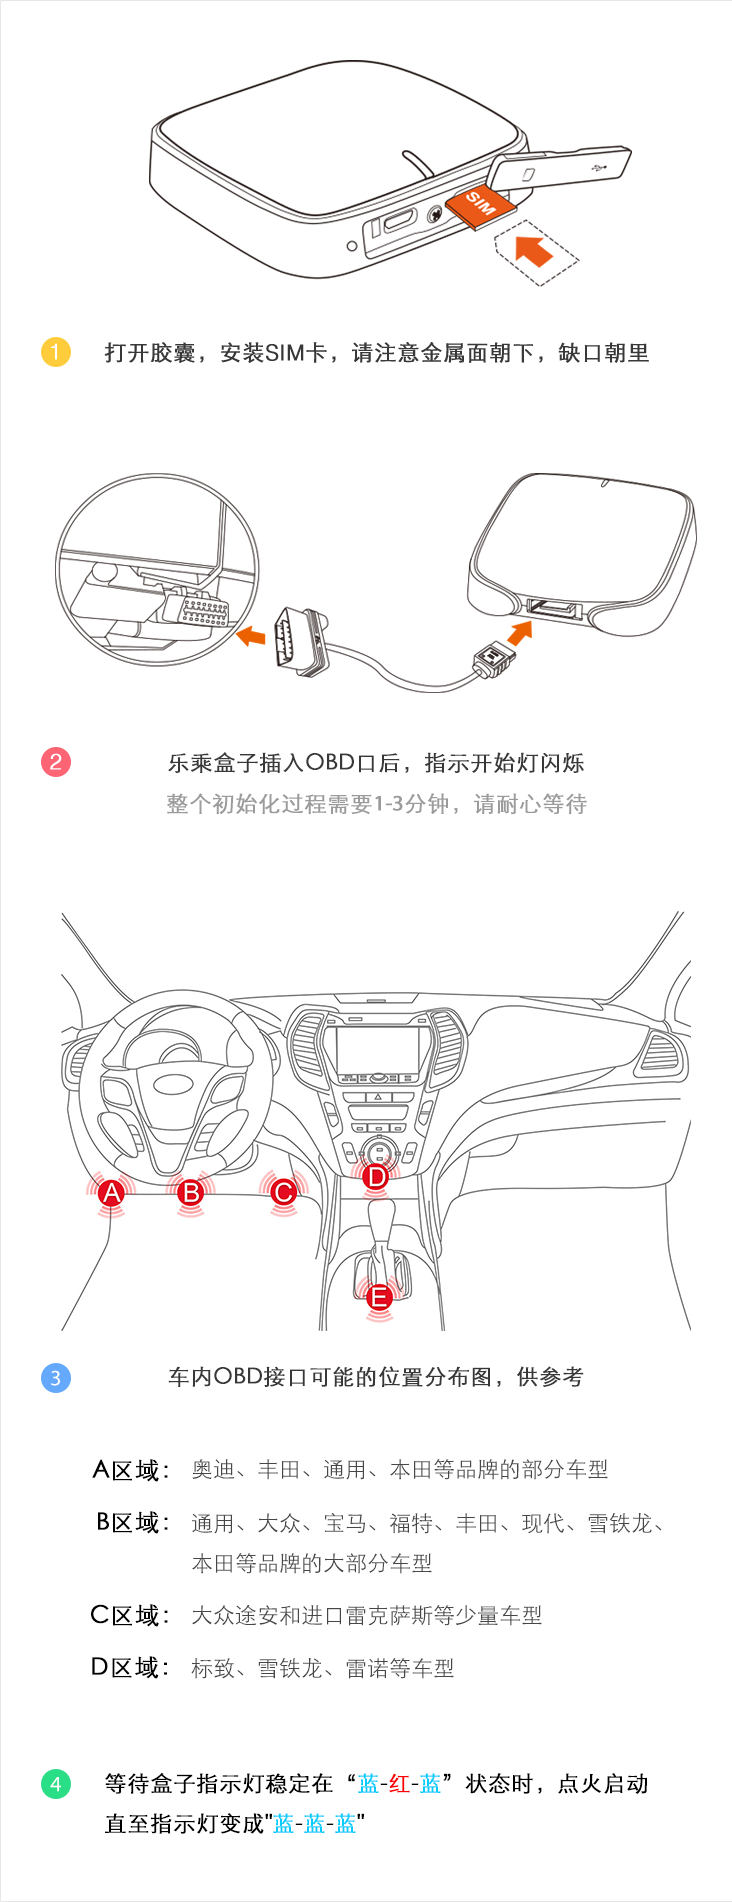 SIM
1 打开胶囊，安装SIM卡，请注意金属面朝下，缺口朝里
2 乐乘盒子插入OBD口后，指示开始灯闪烁
整个初始化过程需要1-3分钟，请耐心等待
A B C D
E
3 车内OBD接口可能的位置分布图，供参考
A区域： 奥迪、丰田、通用、本田等品牌的部分车型
B区域： 通用、大众、宝马、福特、丰田、现代、雪铁龙、
本田等品牌的大部分车型
C区域： 大众途安和进口雷克萨斯等少量车型
D区域： 标致、雪铁龙、雷诺等车型
4 等待盒子指示灯稳定在“蓝-红-蓝”状态时，点火启动
直至指示灯变成"蓝-蓝-蓝"